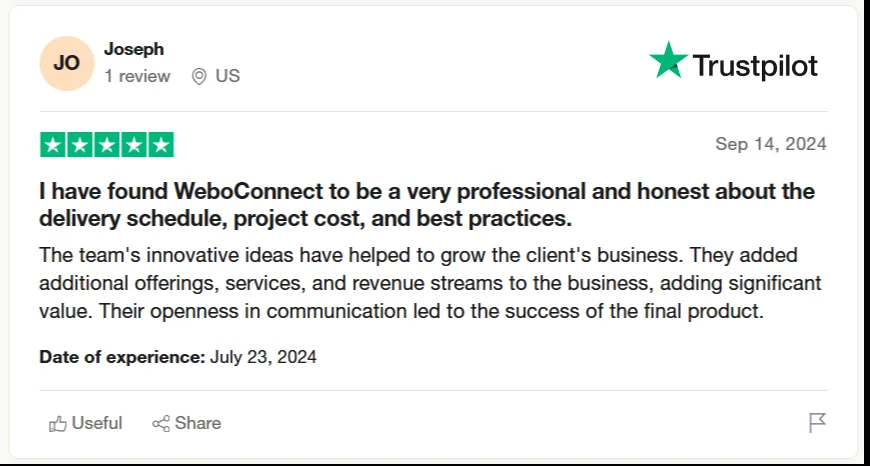 JO
Joseph
1 review US
Trustpilot
Sep 14, 2024
I have found WeboConnect to be a very professional and honest about the
delivery schedule, project cost, and best practices.
The team's innovative ideas have helped to grow the client's business. They added
additional offerings, services, and revenue streams to the business, adding significant
value. Their openness in communication led to the success of the final product.
Date of experience: July 23, 2024
Useful Share